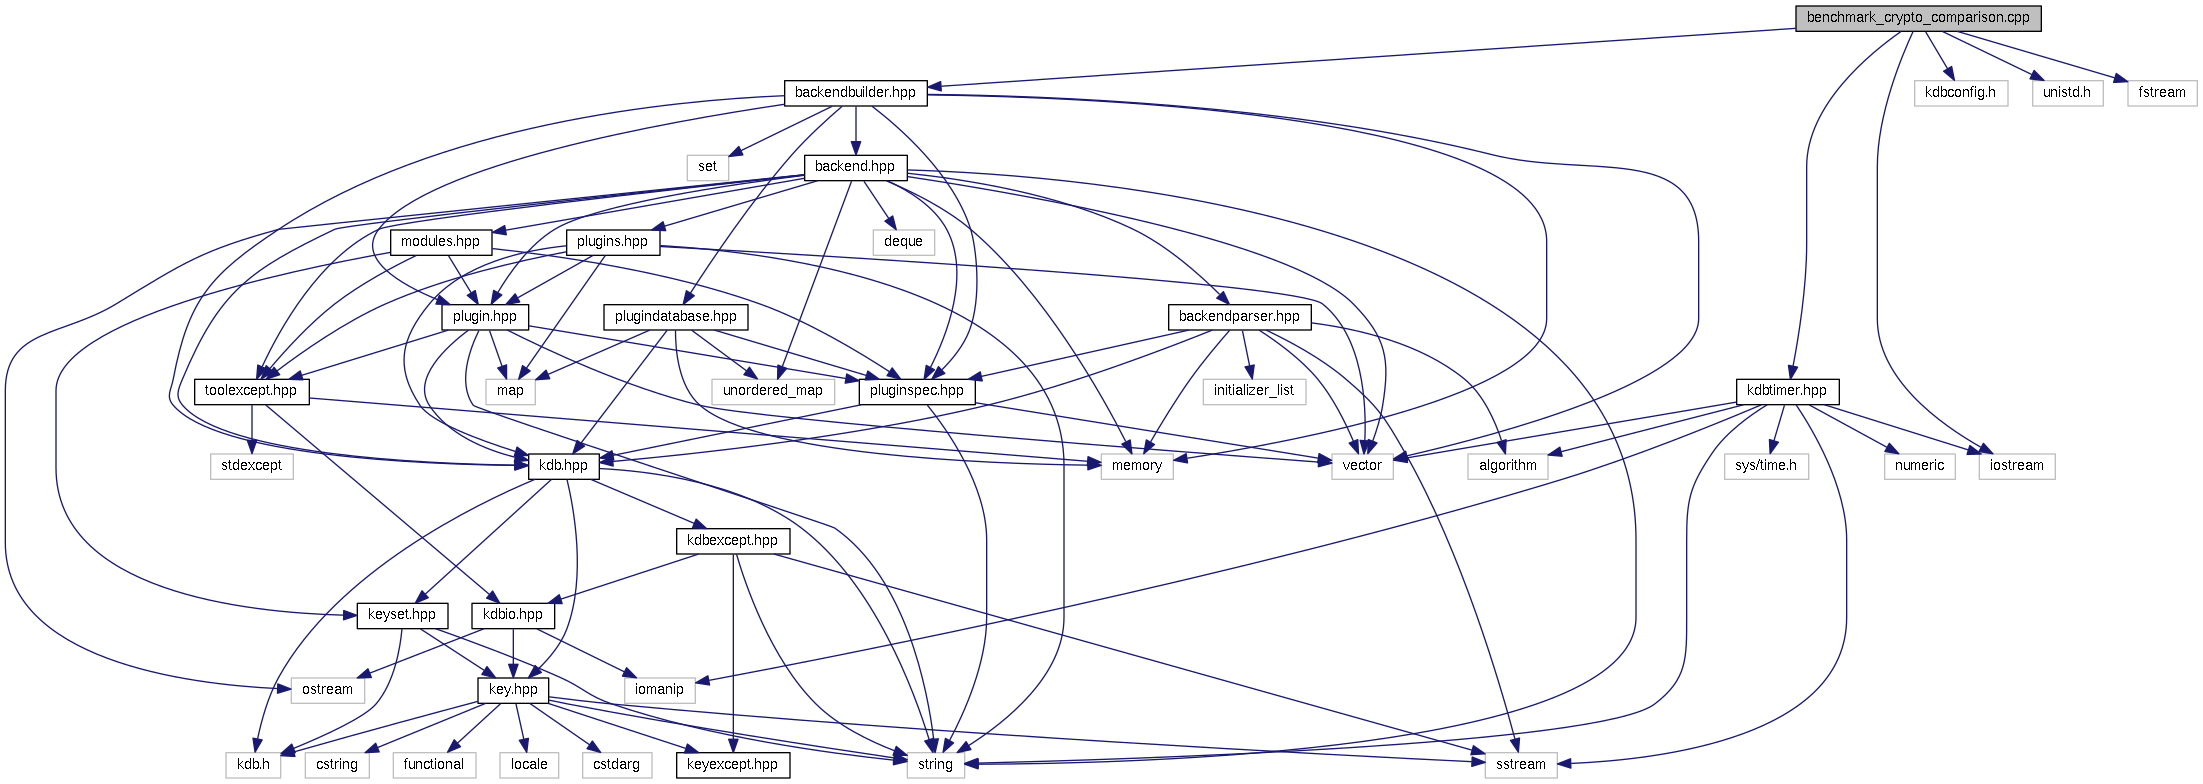 benchmark_crypto_comparison.cpp
backendbuilder.hpp
kdbconfig.h
unistd.h
fstream
set
backend.hpp
modules.hpp
plugins.hpp
deque
plugin.hpp
plugindatabase.hpp
backendparser.hpp
toolexcept.hpp
map
unordered_map
pluginspec.hpp
initializer_list
kdbtimer.hpp
stdexcept
kdb.hpp
memory
vector
algorithm
sys/time.h
numeric
iostream
kdbexcept.hpp
keyset.hpp
kdbio.hpp
ostream
key.hpp
iomanip
kdb.h
cstring
functional
locale
cstdarg
keyexcept.hpp
string
sstream